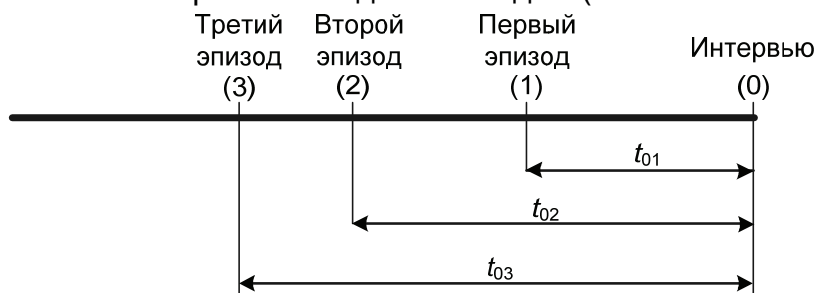 Третий
эпизод
(3)
Второй
эпизод
(2)
Первый
эпизод
(1)
Интервью
(0)
t01
t02
t03